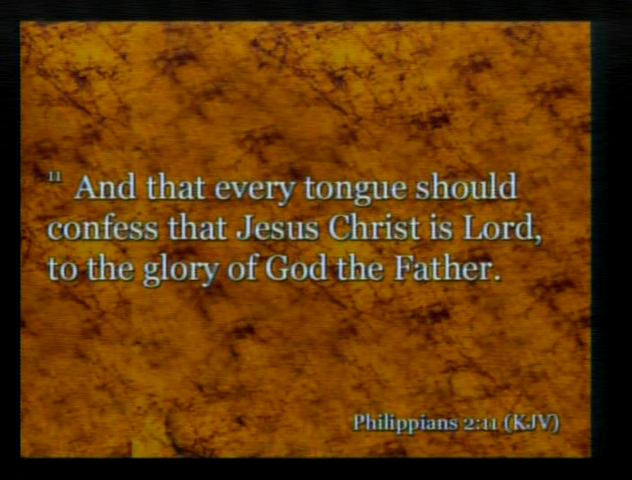 11 And that every tongue should
confess that Jesus Christ is Lord,
to the glory of God the Father.
Philippians 2:11 (KJV)